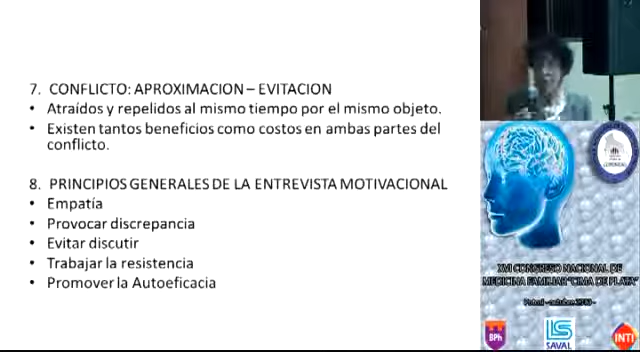 7. CONFLICTO: APROXIMACION – EVITACION
• Atraídos y repelidos al mismo tiempo por el mismo objeto.
• Existen tantos beneficios como costos en ambas partes del
conflicto.
8. PRINCIPIOS GENERALES DE LA ENTREVISTA MOTIVACIONAL
• Empatía
• Provocar discrepancia
• Evitar discutir
• Trabajar la resistencia
• Promover la Autoeficacia
XVI CONGRESO NACIONAL DE
MEDICINA FAMILIAR "CIMA DE PLATA"
BPh
SAVAL
INTI